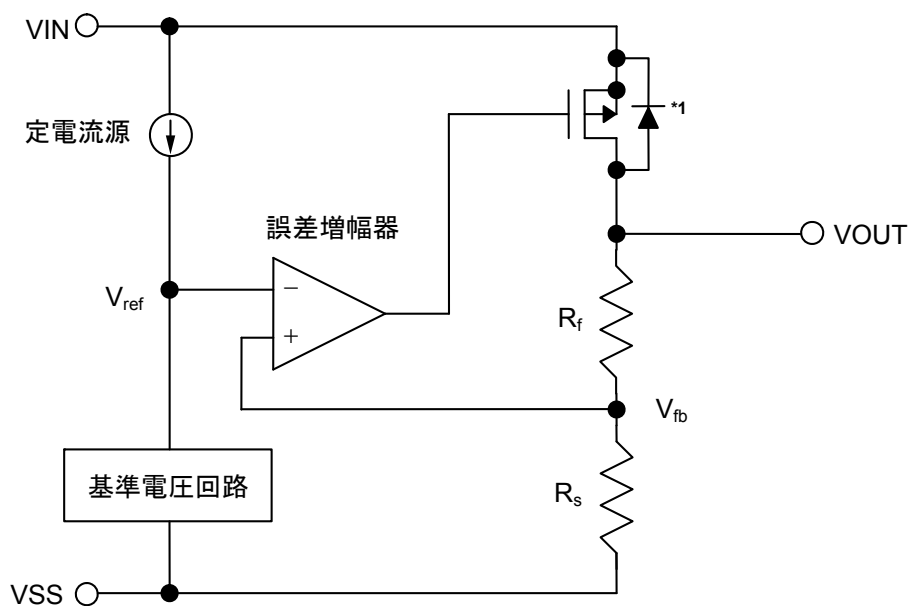 VIN
*1
定電流源
誤差増幅器
VOUT
Vref
−
+
Rf
Vfb
基準電圧回路
Rs
VSS